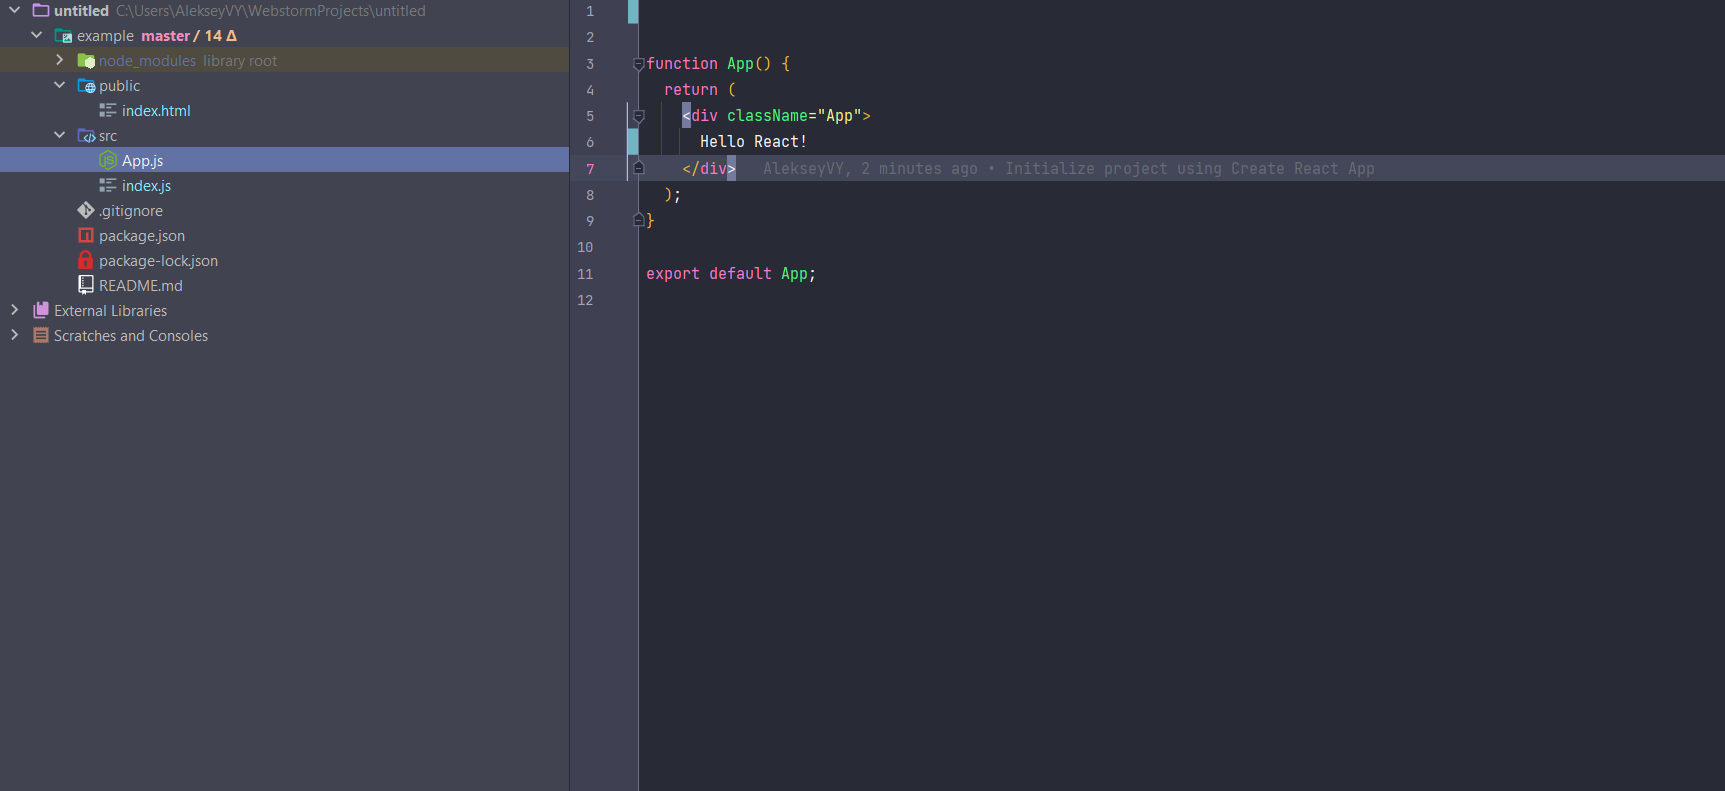 untitled C:\Users\AlekseyVY\WebstormProjects\untitled
example master / 14 Δ
node_modules library root
public
index.html
src
App.js
index.js
.gitignore
package.json
package-lock.json
README.md
External Libraries
Scratches and Consoles
1
2
3 function App() {
4 return (
5 <div className="App">
6 Hello React!
7 </div> AlekseyVY, 2 minutes ago • Initialize project using Create React App
8 );
9 }
10
11 export default App;
12